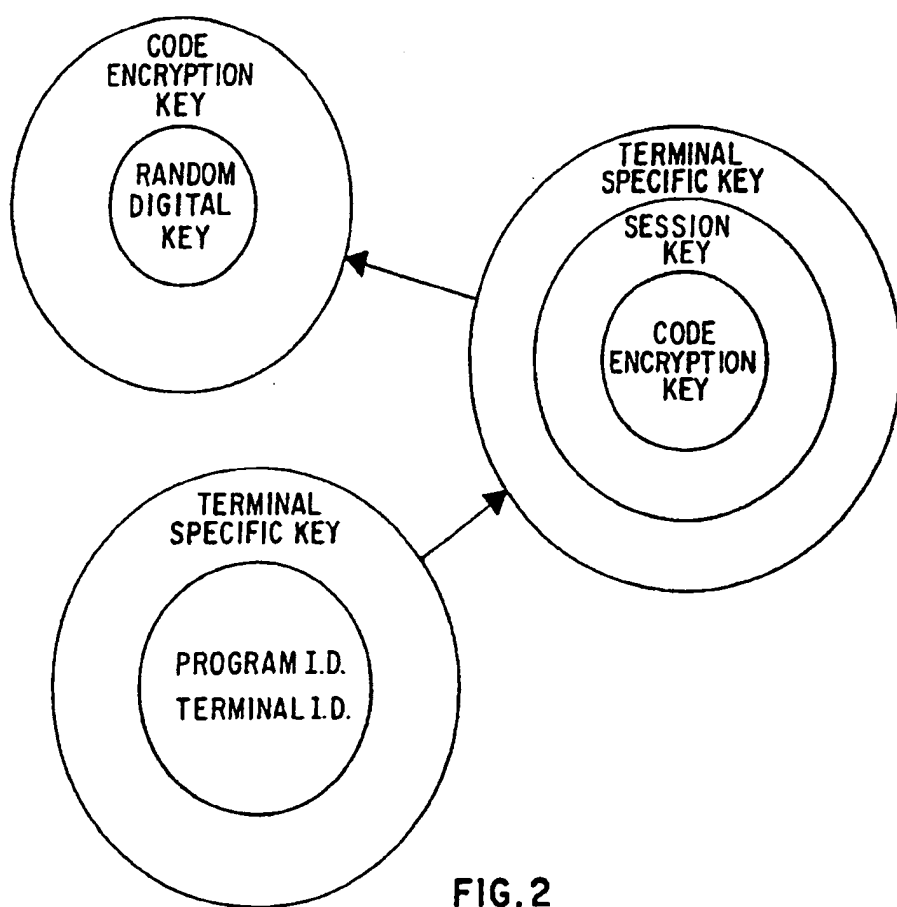 CODE
ENCRYPTION
KEY
RANDOM
DIGITAL
KEY
TERMINAL
SPECIFIC KEY
SESSION
KEY
CODE
ENCRYPTION
KEY
TERMINAL
SPECIFIC KEY
PROGRAM I.D.
TERMINAL I.D.
FIG.2